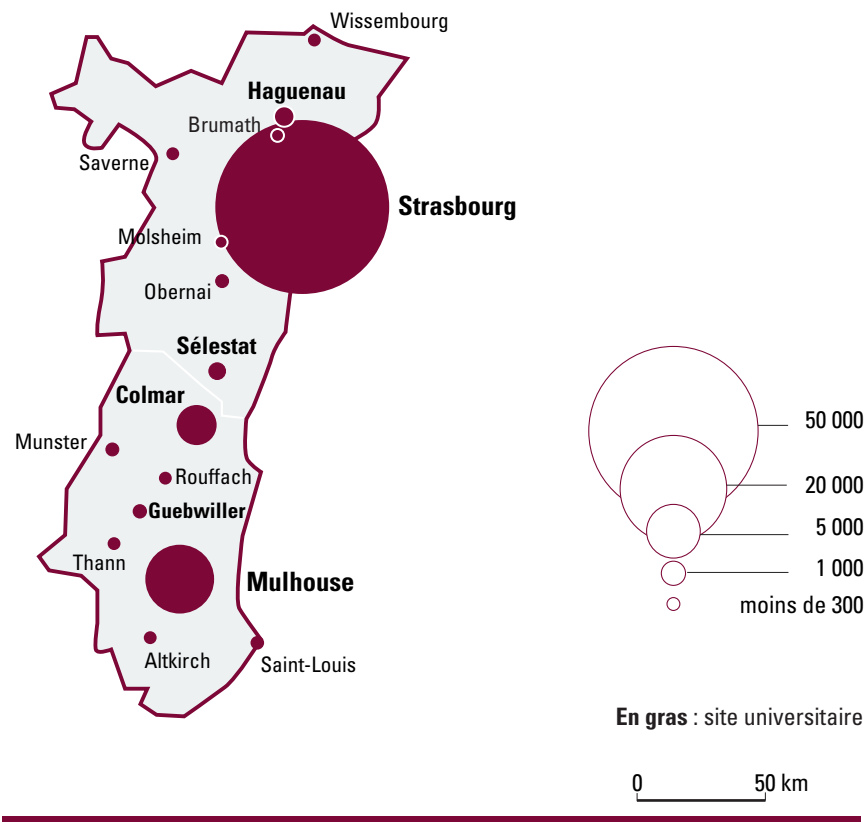 Wissembourg
Haguenau
Brumath
Saverne
Strasbourg
Molsheim
Obernai
Sélestat
Colmar
Munster
Rouffach
Guebwiller
Thann
Mulhouse
Altkirch
Saint-Louis
50 000
20 000
5 000
1 000
moins de 300
En gras : site universitaire
0 50 km